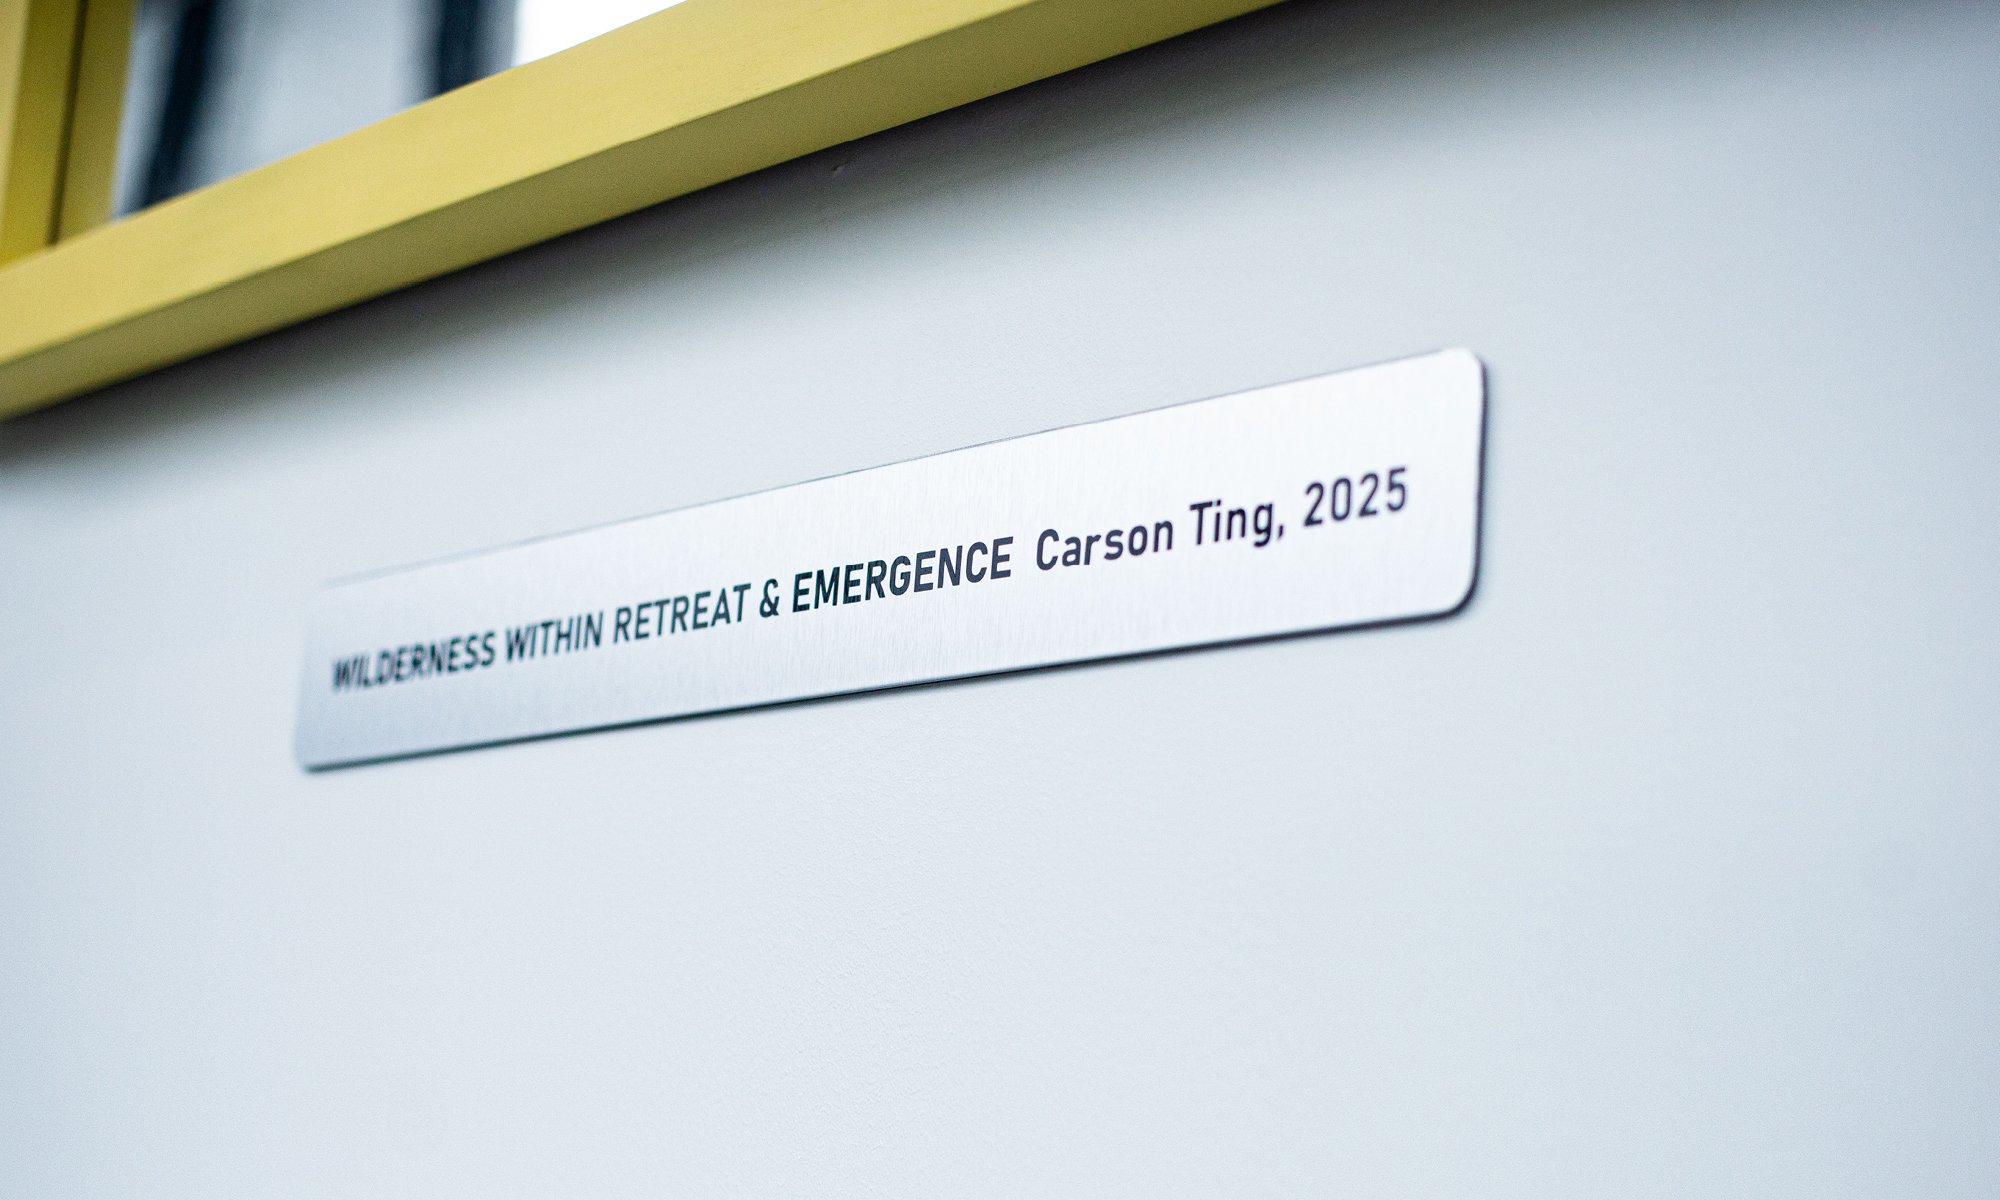 WILDERNESS WITHIN RETREAT & EMERGENCE Carson Ting, 2025